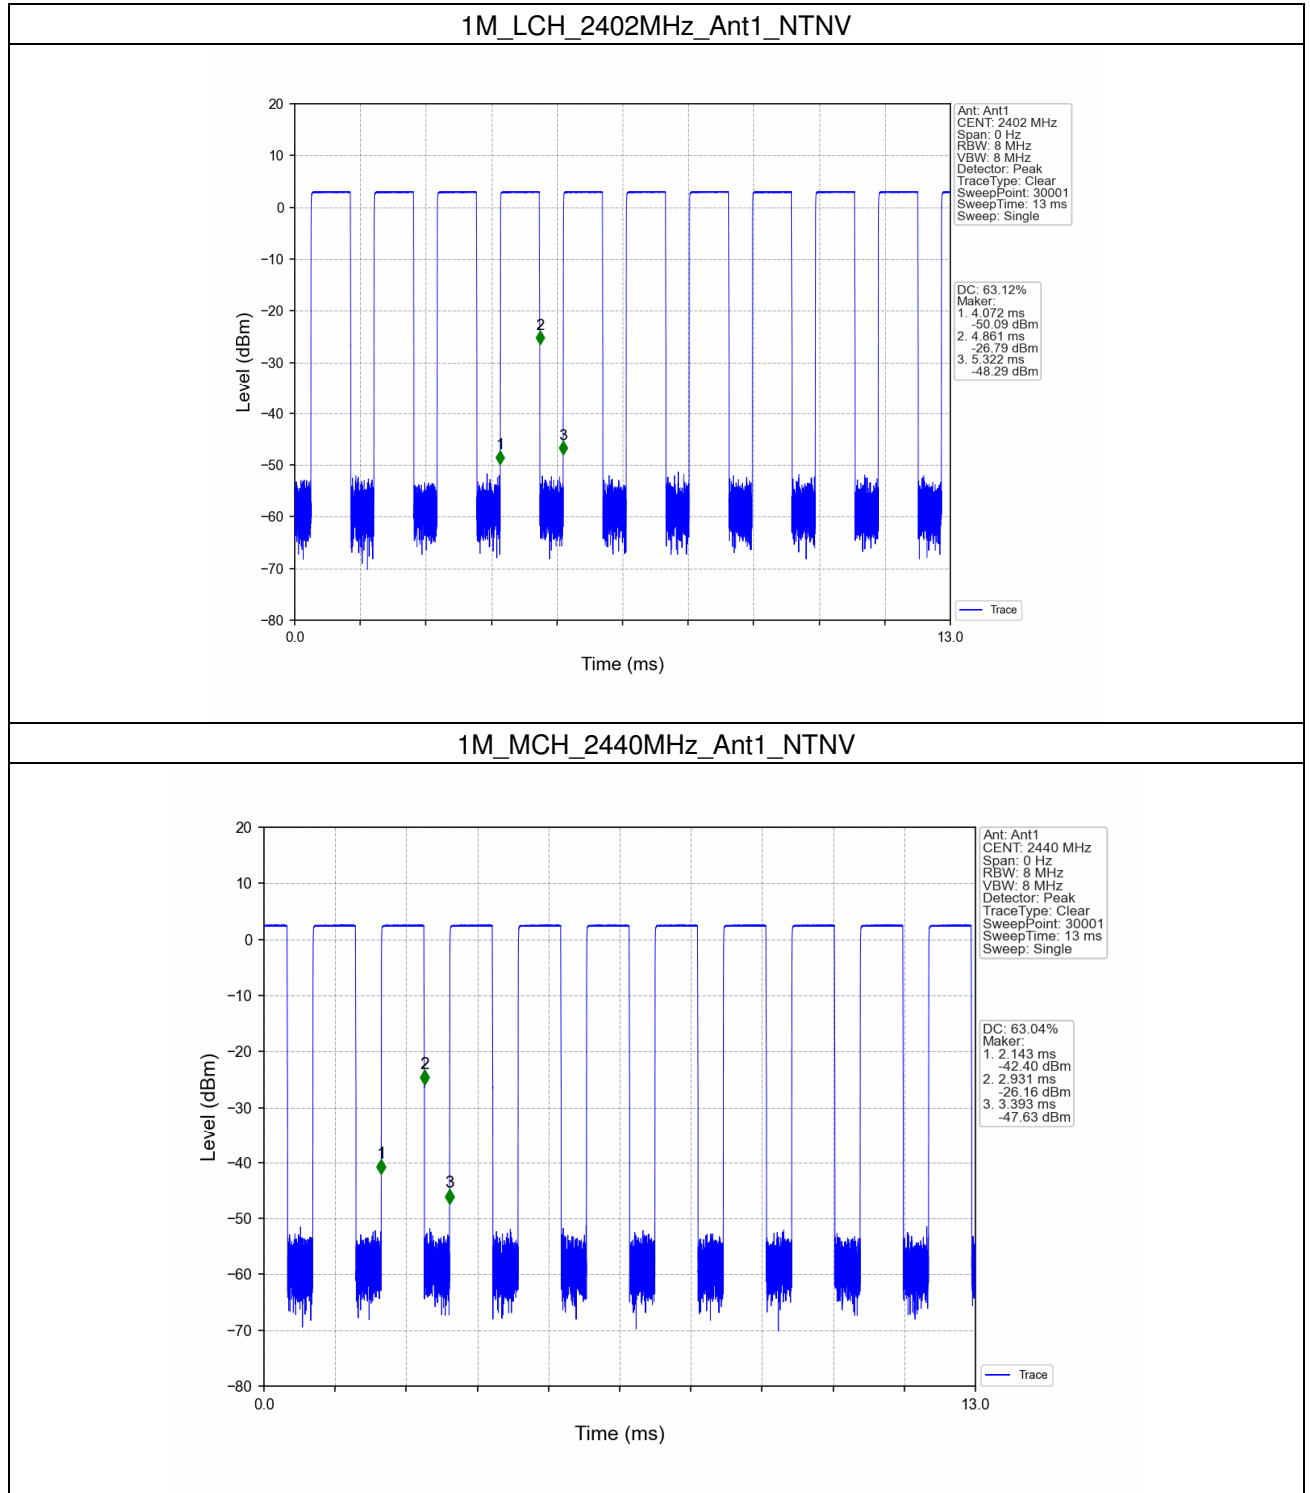 1M_LCH_2402MHz_Ant1_NTNV
20
10
0
−10
−20
−30
−40
−50
−60
−70
−80
Level (dBm)
1
2
3
0.0
13.0
Time (ms)
Ant: Ant1
CENT: 2402 MHz
Span: 0 Hz
RBW: 8 MHz
VBW: 8 MHz
Detector: Peak
TraceType: Clear
SweepPoint: 30001
SweepTime: 13 ms
Sweep: Single
DC: 63.12%
Maker:
1. 4.072 ms
-50.09 dBm
2. 4.861 ms
-26.79 dBm
3. 5.322 ms
-48.29 dBm
Trace
1M_MCH_2440MHz_Ant1_NTNV
20
10
0
−10
−20
−30
−40
−50
−60
−70
−80
Level (dBm)
1
2
3
0.0
13.0
Time (ms)
Ant: Ant1
CENT: 2440 MHz
Span: 0 Hz
RBW: 8 MHz
VBW: 8 MHz
Detector: Peak
TraceType: Clear
SweepPoint: 30001
SweepTime: 13 ms
Sweep: Single
DC: 63.04%
Maker:
1. 2.143 ms
-42.40 dBm
2. 2.931 ms
-26.16 dBm
3. 3.393 ms
-47.63 dBm
Trace